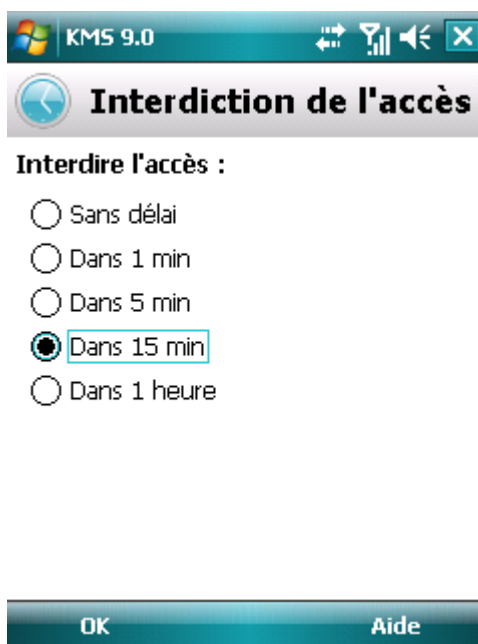 KMS 9.0
Interdiction de l'accès
Interdire l'accès :
Sans délai
Dans 1 min
Dans 5 min
Dans 15 min
Dans 1 heure
OK Aide